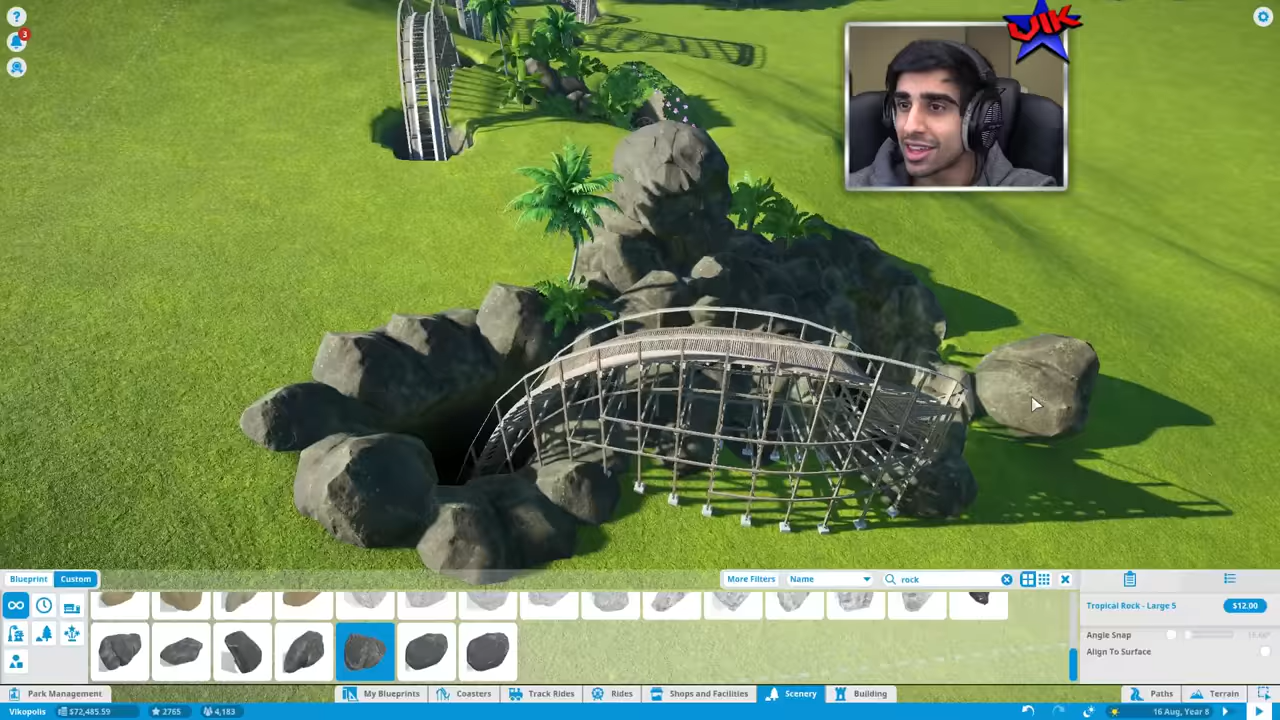 ?
3
VIK
Blueprint
Custom
More Filters
Name
rock
Tropical Rock - Large 5
$12.00
Angle Snap
Align To Surface
Park Management
My Blueprints
Coasters
Track Rides
Rides
Shops and Facilities
Scenery
Building
Paths
Terrain
Vikopolis
$72,485.59
2765
4,183
16 Aug, Year 8